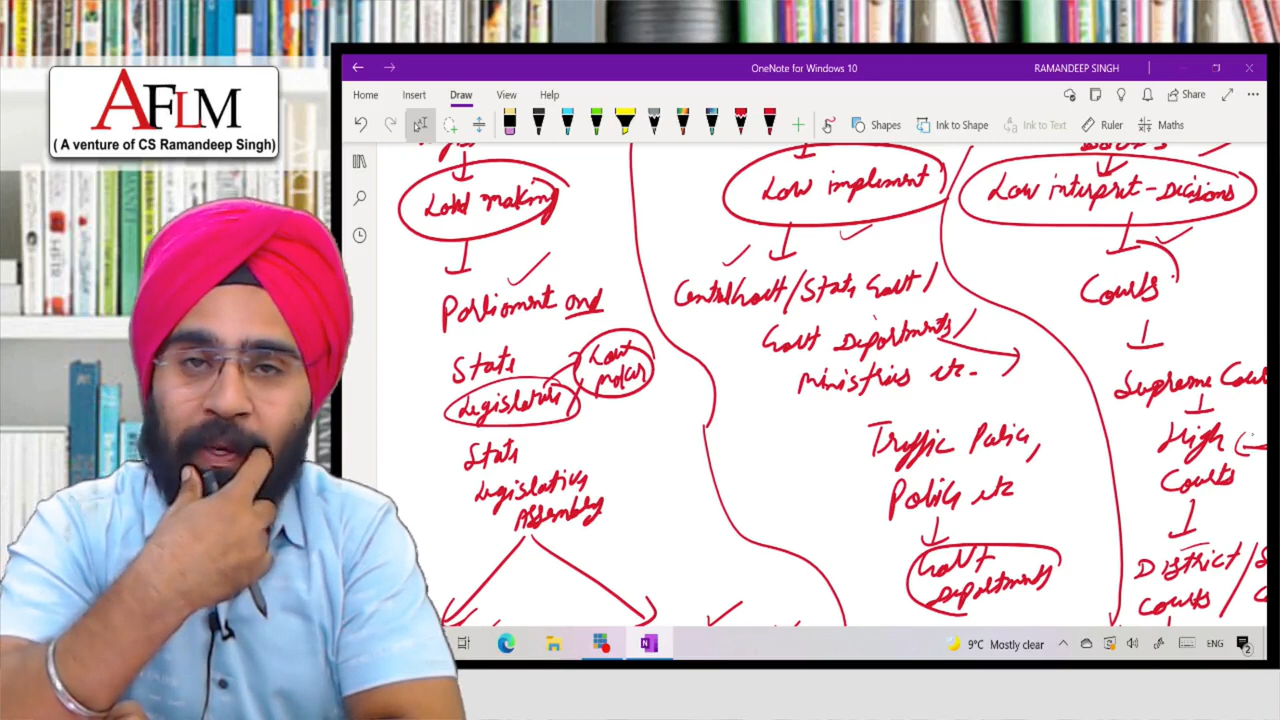 AFLM
( A venture of CS Ramandeep Singh)
OneNote for Windows 10
RAMANDEEP SINGH
Home
Insert
Draw
View
Help
Share
Shapes
Ink to Shape
Ink to Text
Ruler
Maths
Law making
Parliament and
State
Legislature
Law
maker
State
Legislative
Assembly
Law implement
Central Govt/State Govt/
Govt Departments/
ministries etc.
Traffic Police,
Police etc
Govt
Departments
Law interpret-Decisions
Courts
Supreme Cour
High
Courts
District/
Courts
9°C Mostly clear
ENG
2